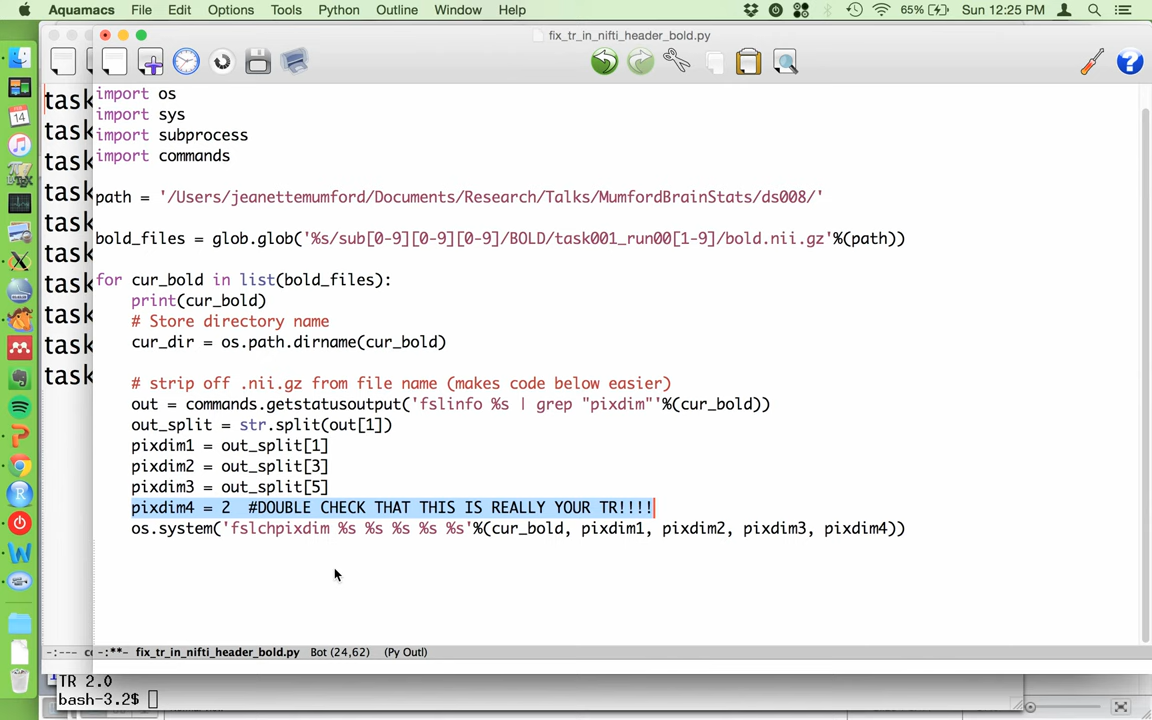 Aquamacs File Edit Options Tools Python Outline Window Help 65% Sun 12:25 PM
fix_tr_in_nifti_header_bold.py
import os
import sys
import subprocess
import commands
path = '/Users/jeanettemumford/Documents/Research/Talks/MumfordBrainStats/ds008/'
bold_files = glob.glob('%s/sub[0-9][0-9][0-9]/BOLD/task001_run00[1-9]/bold.nii.gz'%(path))
for cur_bold in list(bold_files):
print(cur_bold)
# Store directory name
cur_dir = os.path.dirname(cur_bold)
# strip off .nii.gz from file name (makes code below easier)
out = commands.getstatusoutput('fslinfo %s | grep "pixdim"'%(cur_bold))
out_split = str.split(out[1])
pixdim1 = out_split[1]
pixdim2 = out_split[3]
pixdim3 = out_split[5]
pixdim4 = 2  #DOUBLE CHECK THAT THIS IS REALLY YOUR TR!!!!
os.system('fslchpixdim %s %s %s %s %s'%(cur_bold, pixdim1, pixdim2, pixdim3, pixdim4))
task
task
task
task
task
task
task
task
task
task
-:--- co -:**- fix_tr_in_nifti_header_bold.py Bot (24,62) (Py Outl)
TR 2.0
bash-3.2$